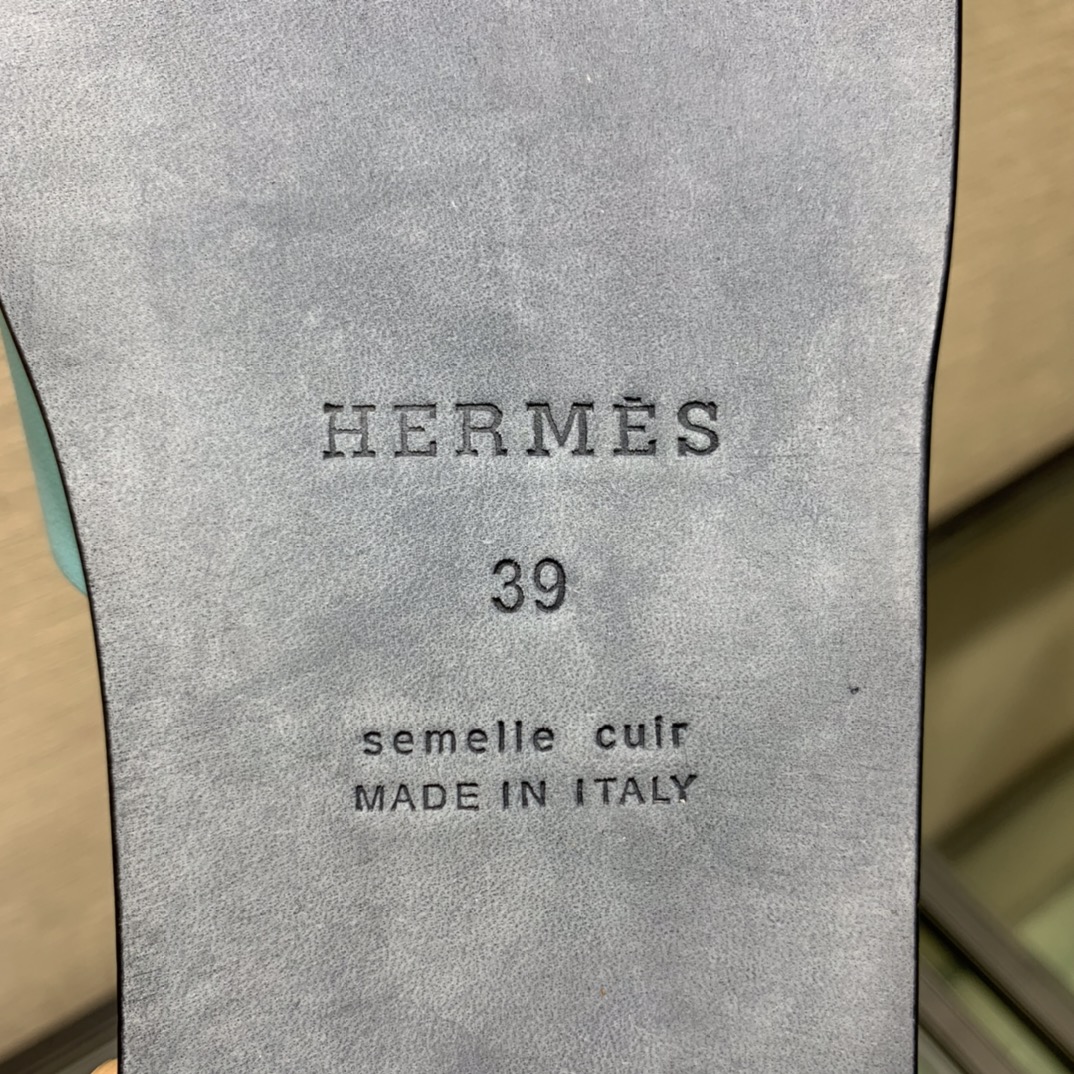 HERMÈS
39
semelle cuir
MADE IN ITALY